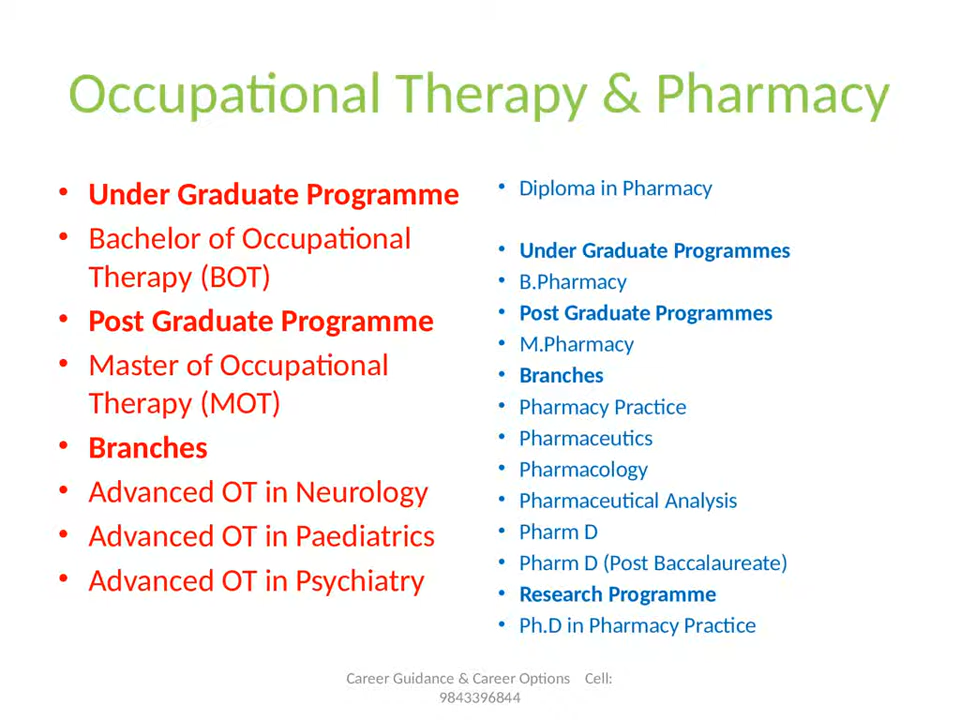 Occupational Therapy & Pharmacy
• Under Graduate Programme
• Bachelor of Occupational
Therapy (BOT)
• Post Graduate Programme
• Master of Occupational
Therapy (MOT)
• Branches
• Advanced OT in Neurology
• Advanced OT in Paediatrics
• Advanced OT in Psychiatry
• Diploma in Pharmacy
• Under Graduate Programmes
• B.Pharmacy
• Post Graduate Programmes
• M.Pharmacy
• Branches
• Pharmacy Practice
• Pharmaceutics
• Pharmacology
• Pharmaceutical Analysis
• Pharm D
• Pharm D (Post Baccalaureate)
• Research Programme
• Ph.D in Pharmacy Practice
Career Guidance & Career Options Cell:
9843396844